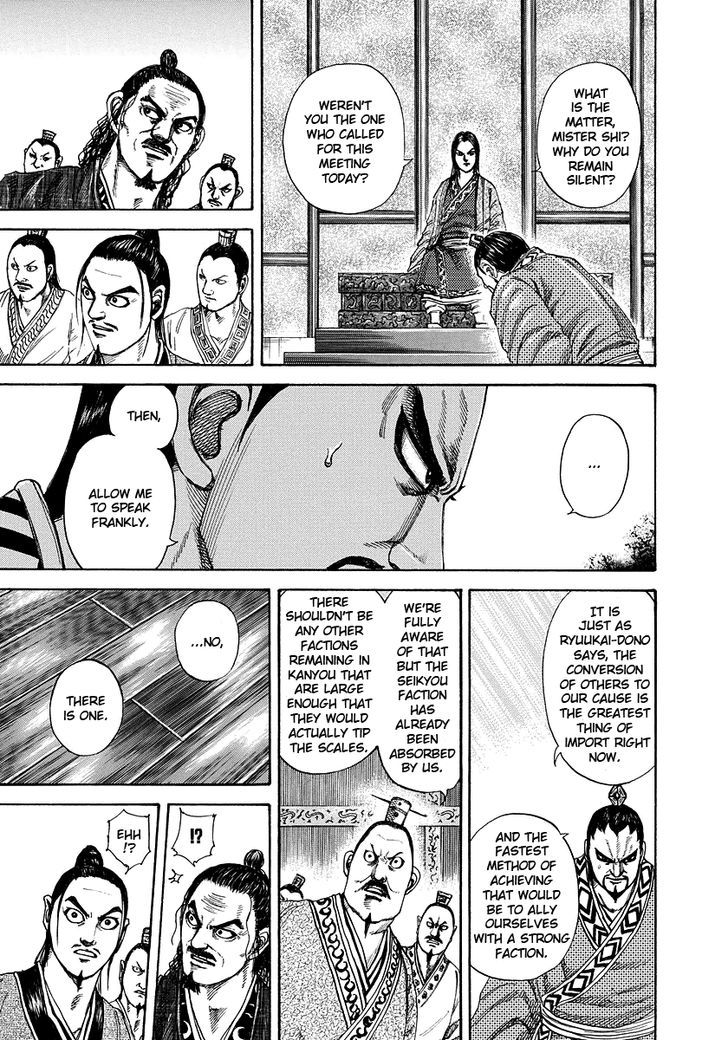 WHAT
IS THE
MATTER,
MISTER SHI?
WHY DO YOU
REMAIN
SILENT?
WEREN'T
YOU THE ONE
WHO CALLED
FOR THIS
MEETING
TODAY?
...
THEN,
ALLOW ME
TO SPEAK
FRANKLY.
IT IS
JUST AS
RYUUKAI-DONO
SAYS, THE
CONVERSION
OF OTHERS TO
OUR CAUSE IS
THE GREATEST
THING OF
IMPORT RIGHT
NOW.
AND THE
FASTEST
METHOD OF
ACHIEVING
THAT WOULD
BE TO ALLY
OURSELVES
WITH A STRONG
FACTION.
WE'RE
FULLY
AWARE OF
THAT BUT THE
SEIKYOU
FACTION
HAS
ALREADY
BEEN
ABSORBED
BY US.
THERE
SHOULDN'T BE
ANY OTHER
FACTIONS
REMAINING IN
KANYOU THAT
ARE LARGE
ENOUGH THAT
THEY WOULD
ACTUALLY TIP
THE SCALES.
...NO,
THERE
IS ONE.
!?
EHH
!?